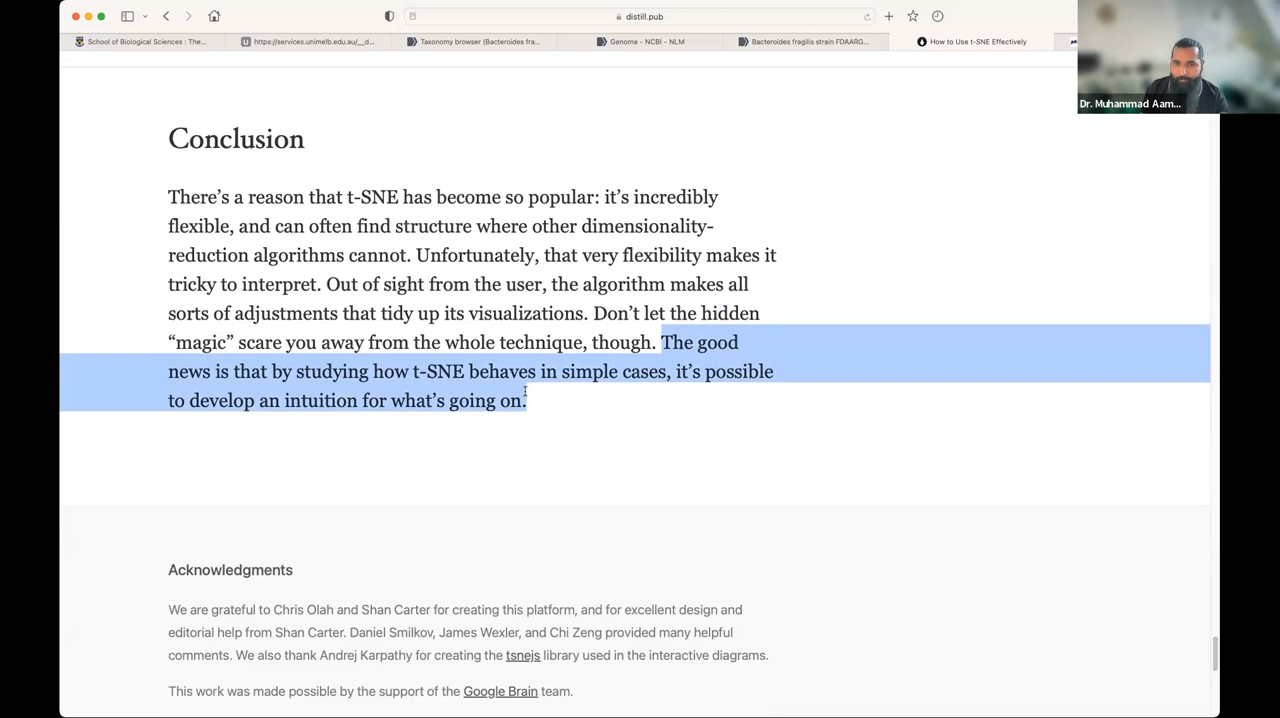 distill.pub
School of Biological Sciences : The...
https://services.unimelb.edu.au/__d...
Taxonomy browser (Bacteroides fra...
Genome - NCBI - NLM
Bacteroides fragilis strain FDAARG...
How to Use t-SNE Effectively
Dr. Muhammad Aam...
Conclusion
There’s a reason that t-SNE has become so popular: it’s incredibly
flexible, and can often find structure where other dimensionality-
reduction algorithms cannot. Unfortunately, that very flexibility makes it
tricky to interpret. Out of sight from the user, the algorithm makes all
sorts of adjustments that tidy up its visualizations. Don’t let the hidden
“magic” scare you away from the whole technique, though. The good
news is that by studying how t-SNE behaves in simple cases, it’s possible
to develop an intuition for what’s going on.
Acknowledgments
We are grateful to Chris Olah and Shan Carter for creating this platform, and for excellent design and
editorial help from Shan Carter. Daniel Smilkov, James Wexler, and Chi Zeng provided many helpful
comments. We also thank Andrej Karpathy for creating the tsnejs library used in the interactive diagrams.
This work was made possible by the support of the Google Brain team.